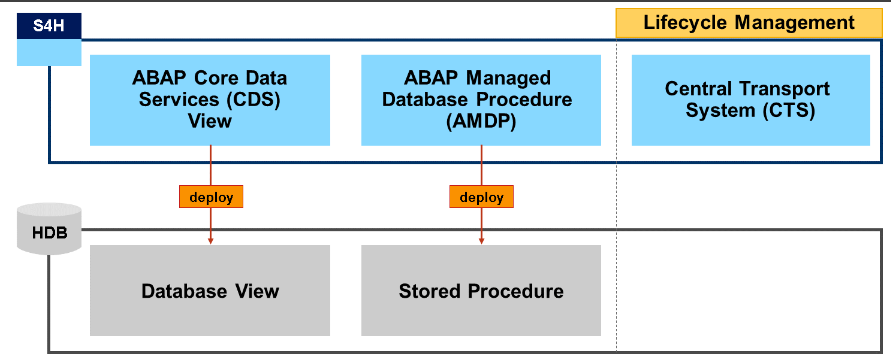 S4H
Lifecycle Management
ABAP Core Data
Services (CDS)
View
ABAP Managed
Database Procedure
(AMDP)
Central Transport
System (CTS)
deploy
deploy
HDB
Database View
Stored Procedure